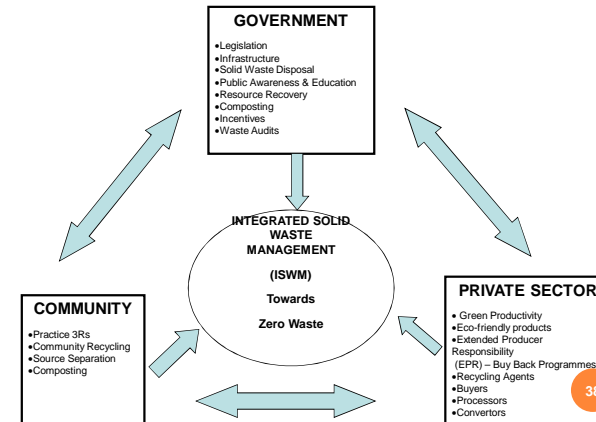 GOVERNMENT
•Legislation
•Infrastructure
•Solid Waste Disposal
•Public Awareness & Education
•Resource Recovery
•Composting
•Incentives
•Waste Audits
INTEGRATED SOLID
WASTE
MANAGEMENT
(ISWM)
Towards
Zero Waste
COMMUNITY
•Practice 3Rs
•Community Recycling
•Source Separation
•Composting
PRIVATE SECTOR
• Green Productivity
•Eco-friendly products
•Extended Producer
Responsibility
(EPR) – Buy Back Programmes
•Recycling Agents
•Buyers
•Processors
•Convertors
38